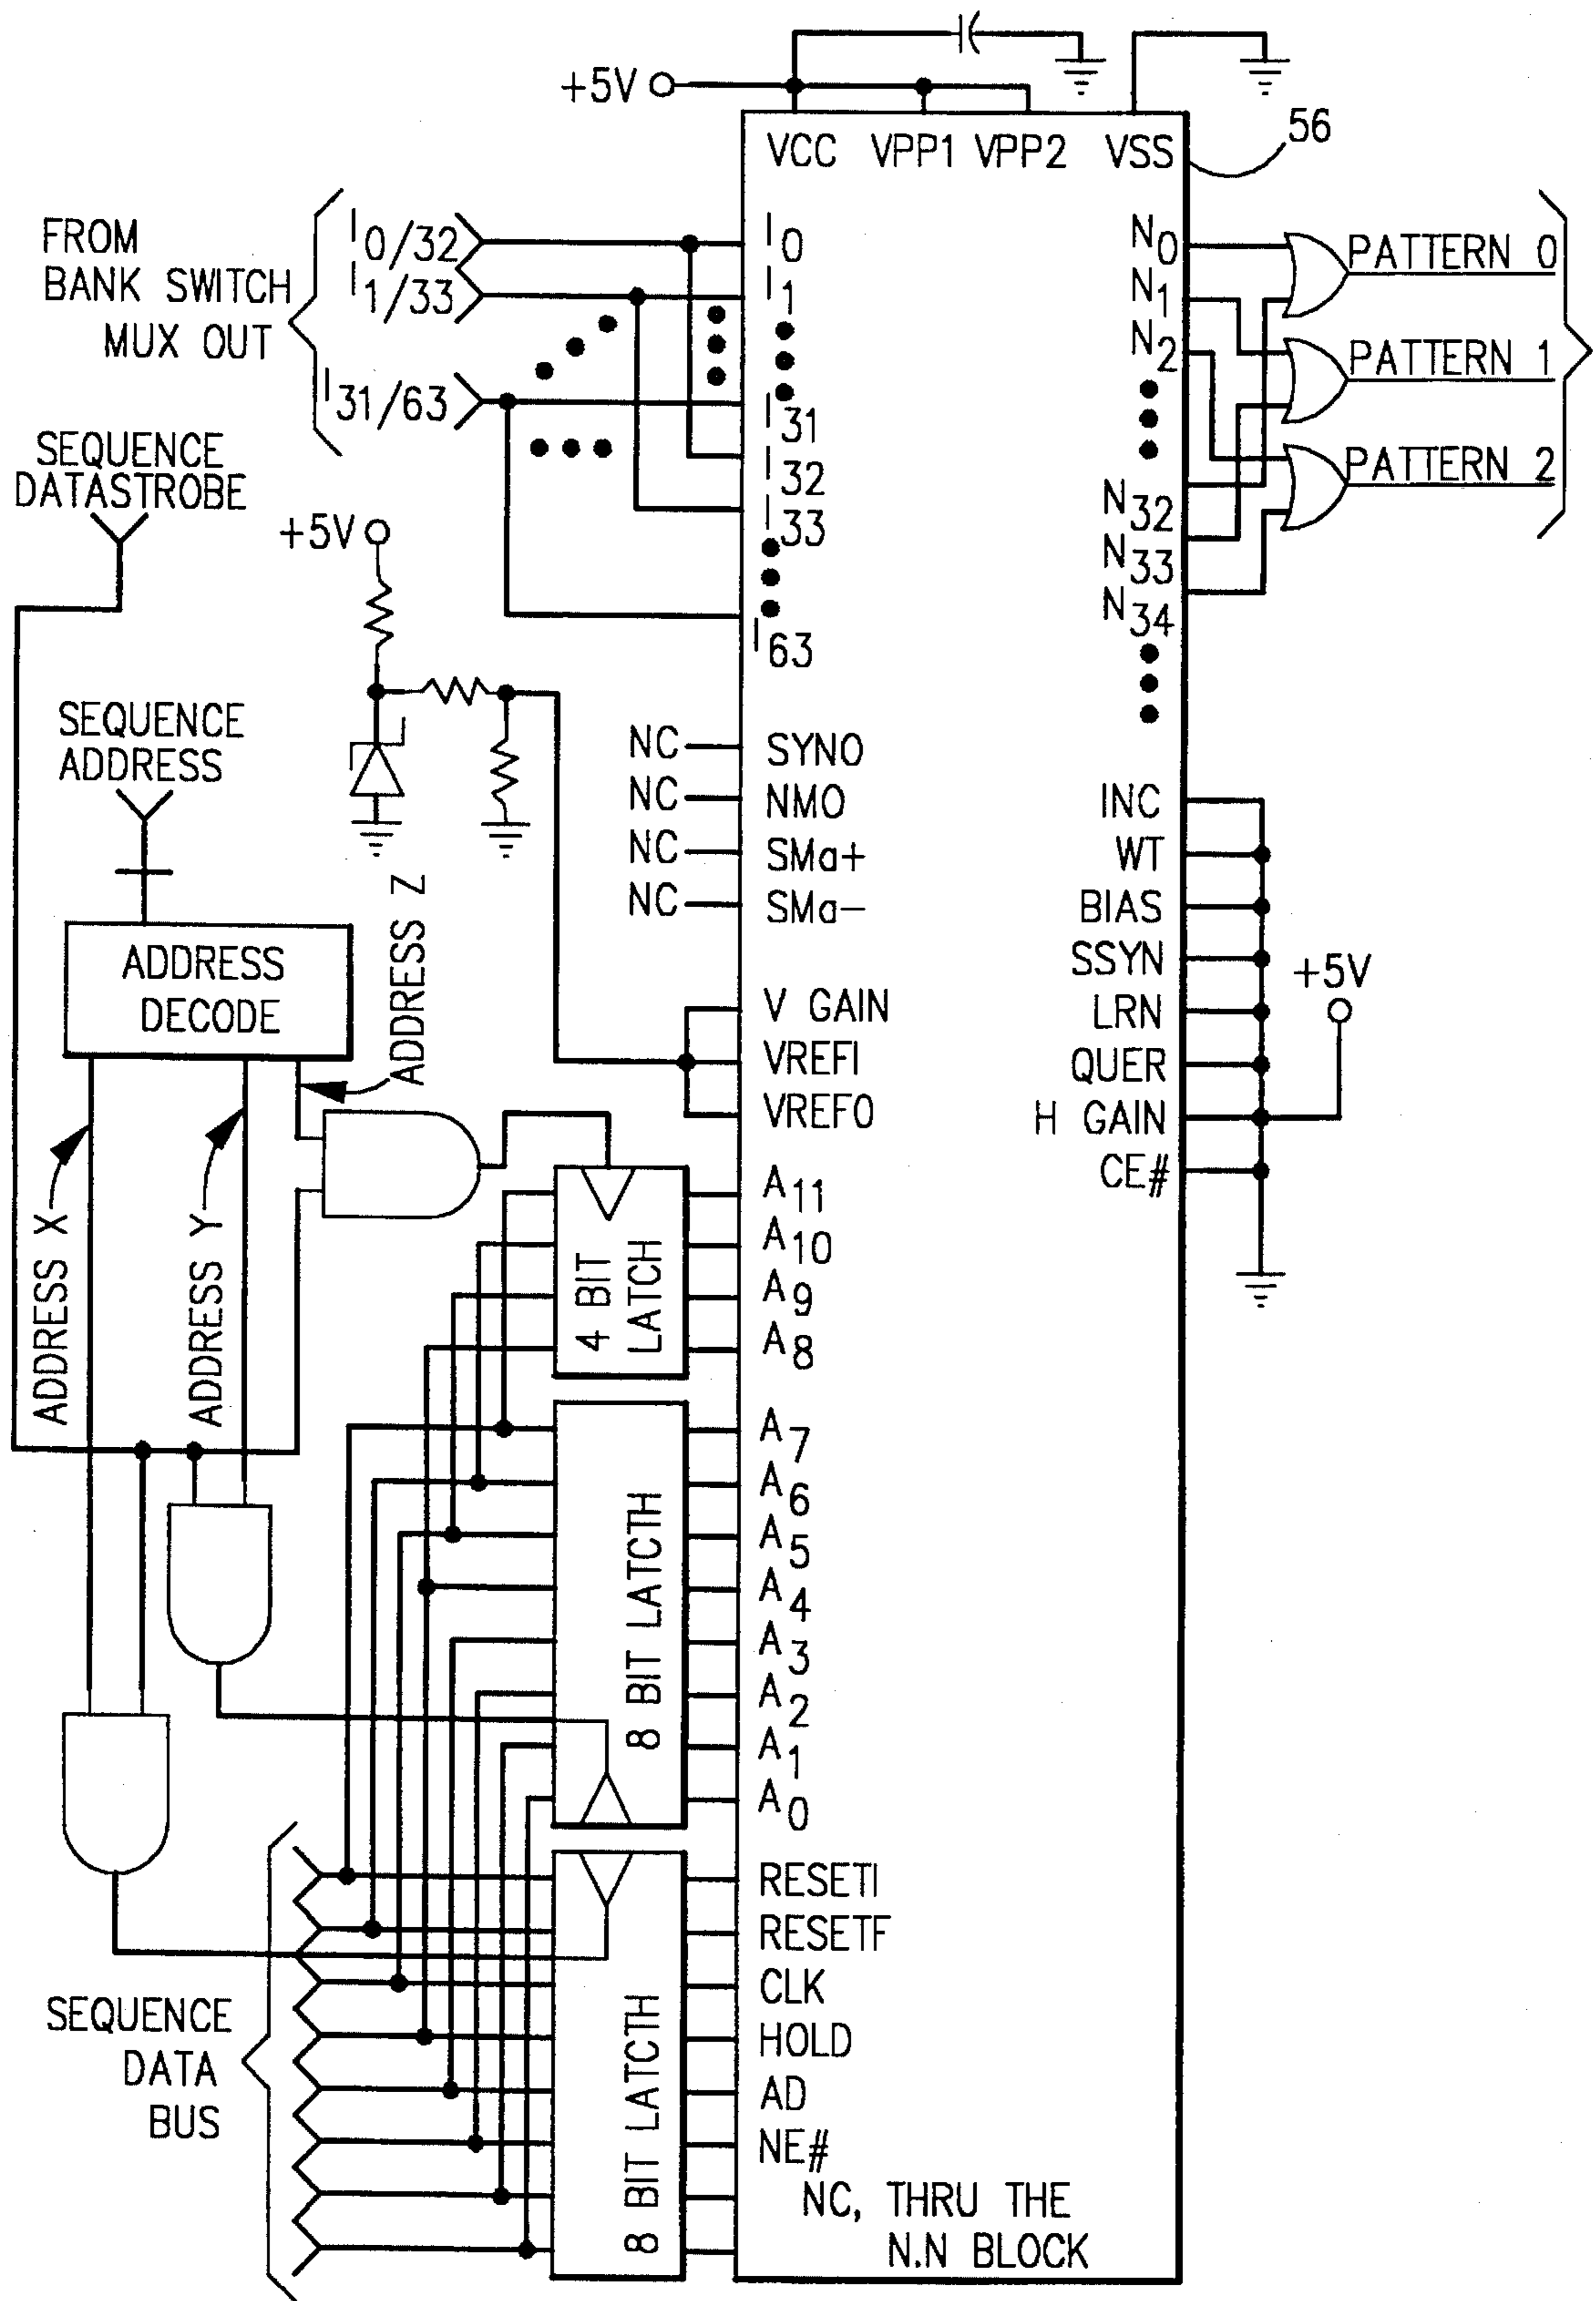 +5V
VCC VPP1 VPP2 VSS
56
FROM
BANK SWITCH
MUX OUT
I0/32
I1/33
I31/63
I0
I1
I31
I32
I33
I63
N0
N1
N2
N32
N33
N34
PATTERN 0
PATTERN 1
PATTERN 2
SEQUENCE
DATASTROBE
+5V
SEQUENCE
ADDRESS
ADDRESS
DECODE
ADDRESS X
ADDRESS Y
ADDRESS Z
NC SYNO
NC NMO
NC SMa+
NC SMa−
V GAIN
VREFI
VREFO
INC
WT
BIAS
SSYN
LRN
QUER
H GAIN
CE#
+5V
4 BIT
LATCH
A11
A10
A9
A8
8 BIT LATCTH
A7
A6
A5
A4
A3
A2
A1
A0
SEQUENCE
DATA
BUS
8 BIT LATCTH
RESETI
RESETF
CLK
HOLD
AD
NE#
NC, THRU THE
N.N BLOCK